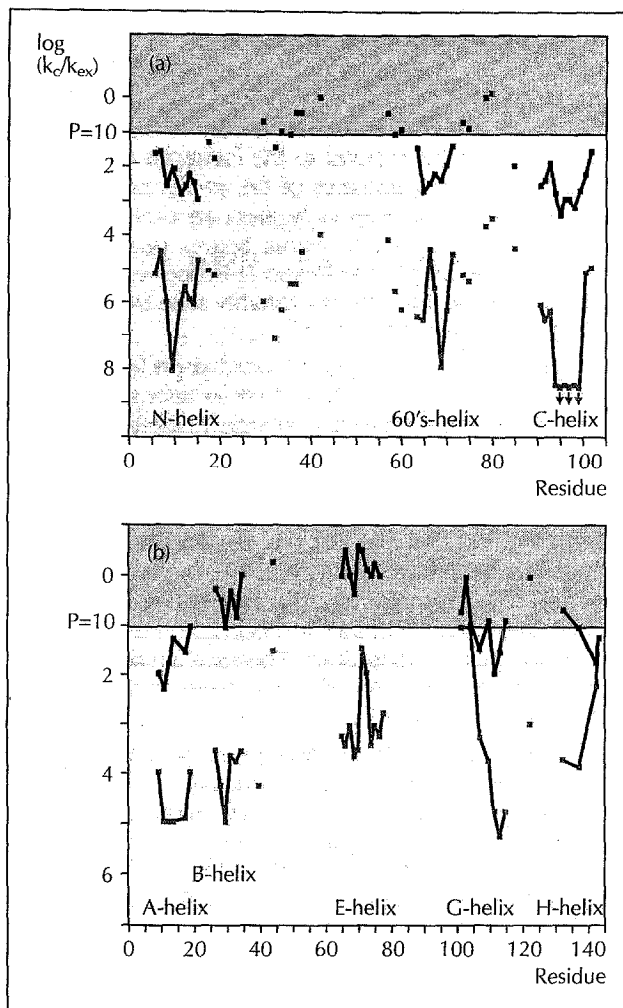 log
(k_c/k_ex)
(a)
0
P=10
2
4
6
8
N-helix
60's-helix
C-helix
0
20
40
60
80
100
Residue
(b)
0
P=10
2
4
6
B-helix
A-helix
E-helix
G-helix
H-helix
0
20
40
60
80
100
120
140
Residue